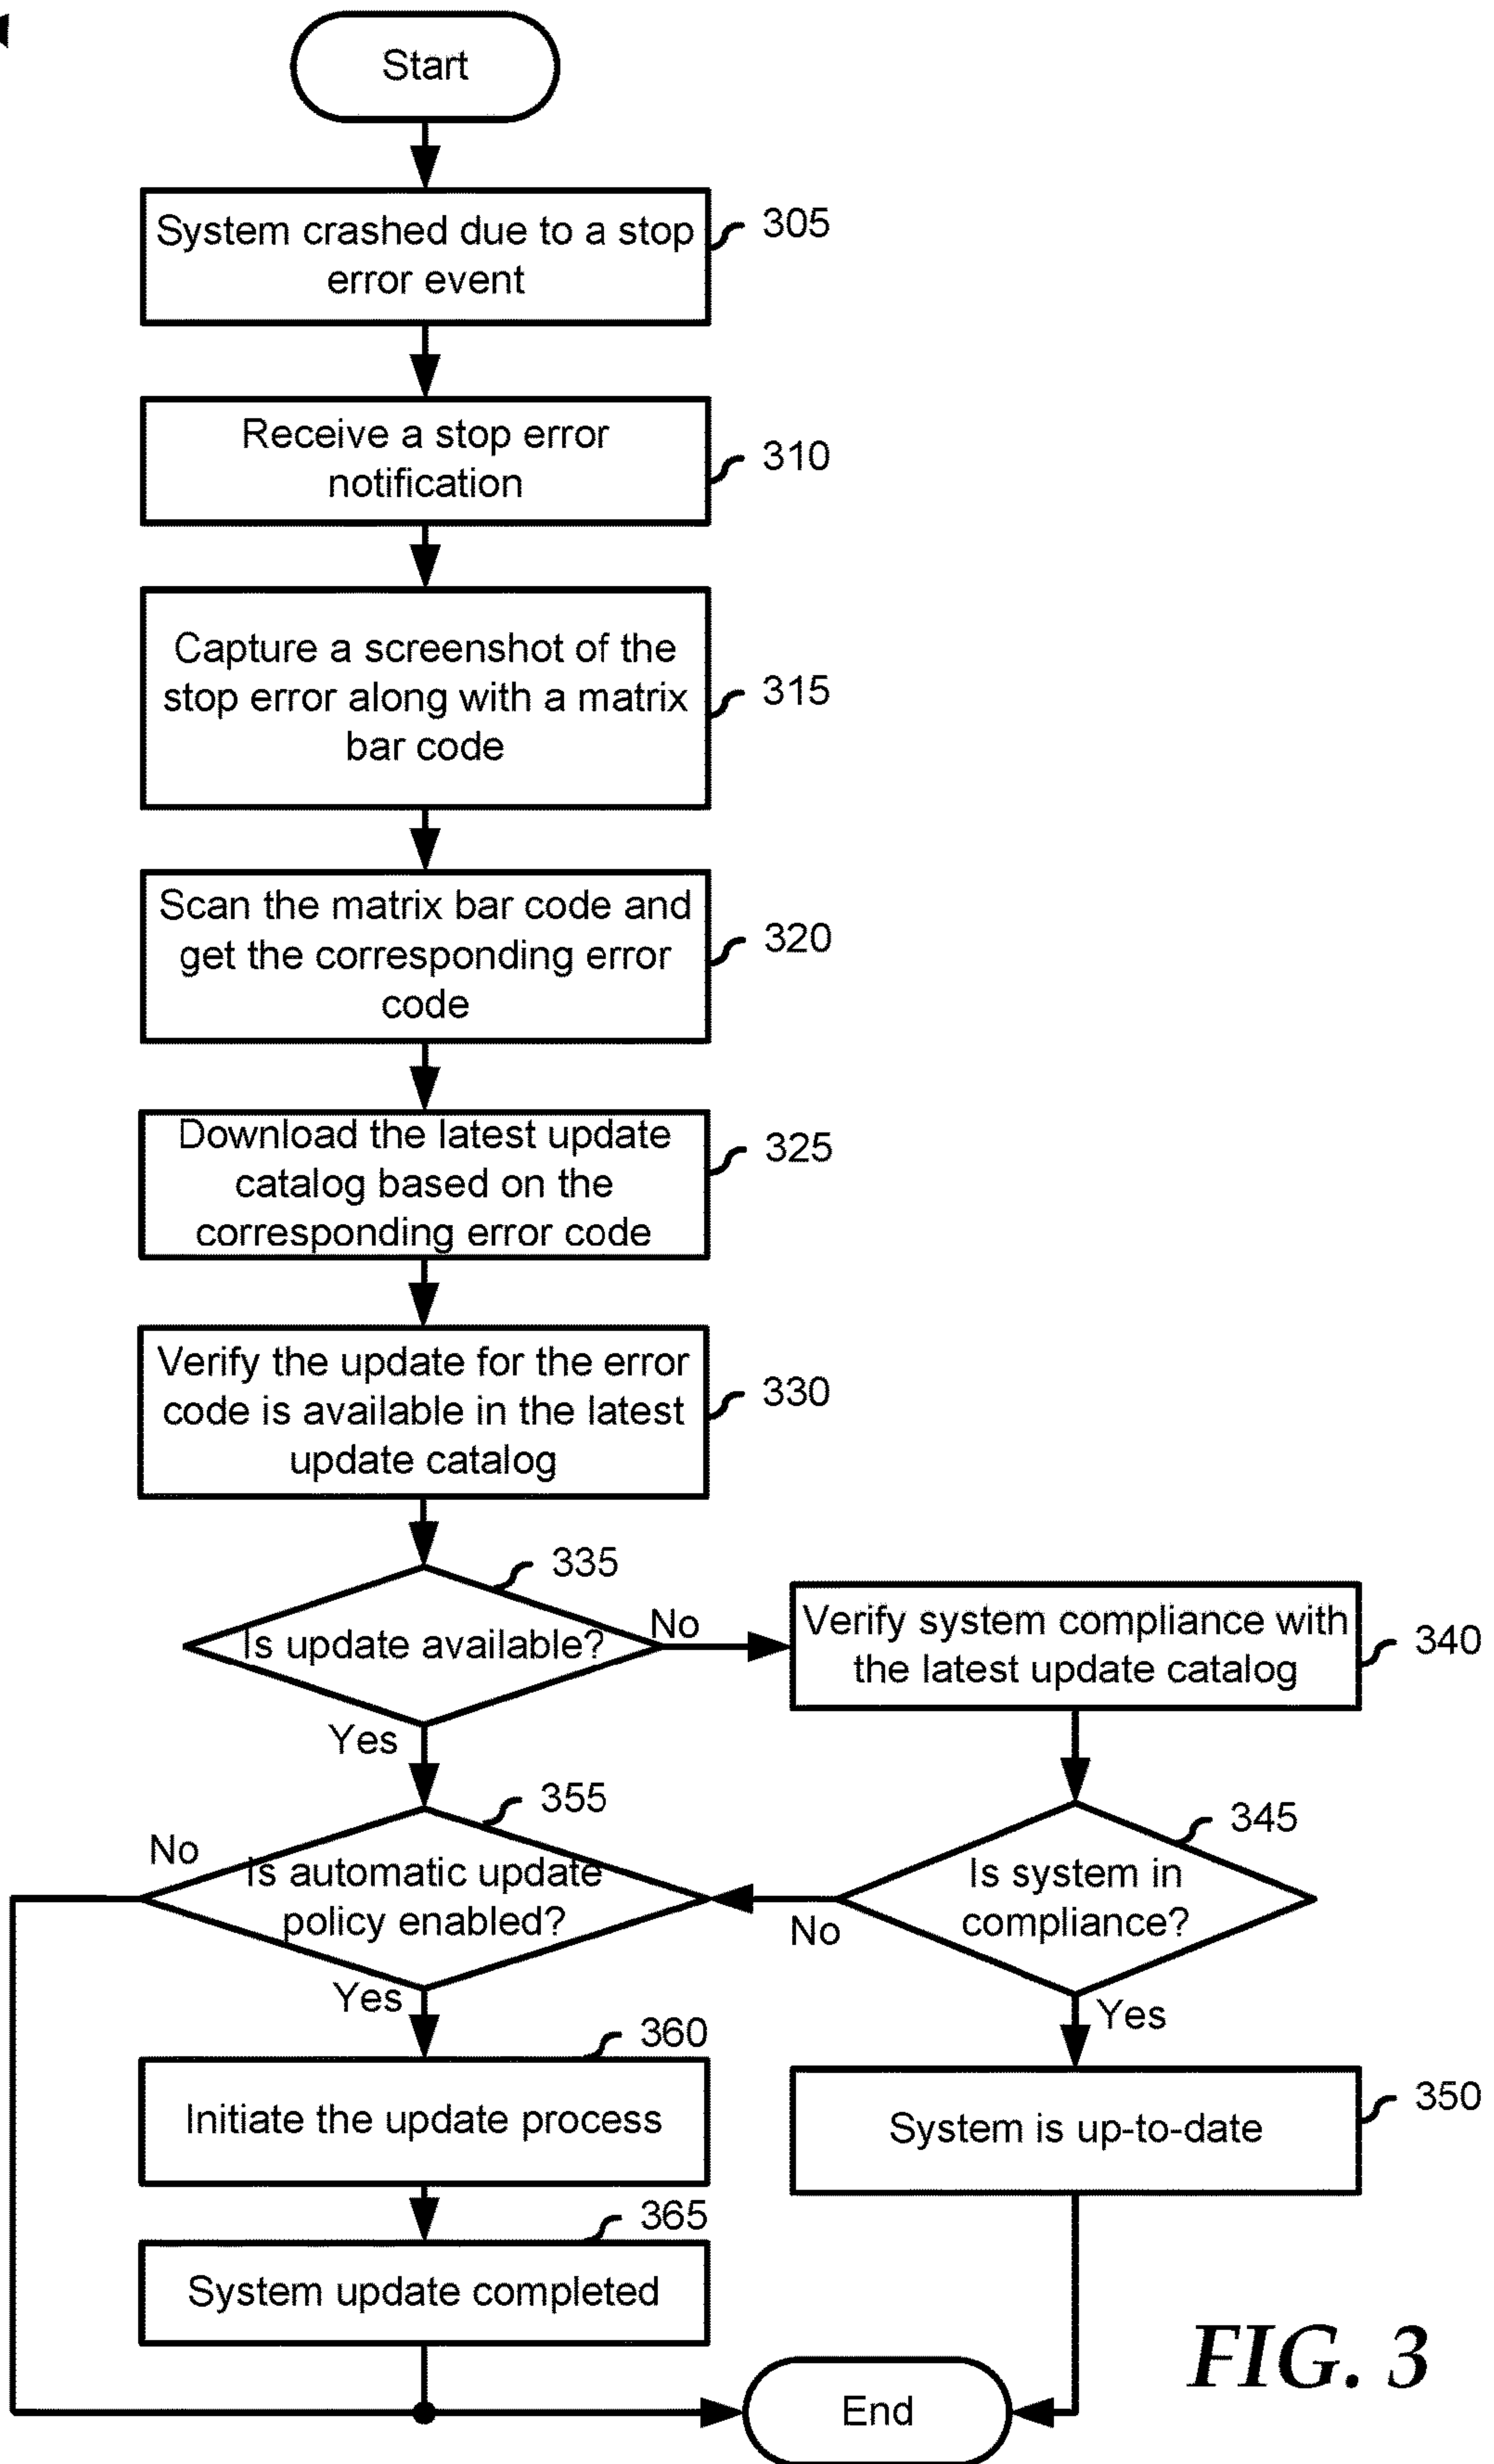 Start
System crashed due to a stop
error event
305
Receive a stop error
notification
310
Capture a screenshot of the
stop error along with a matrix
bar code
315
Scan the matrix bar code and
get the corresponding error
code
320
Download the latest update
catalog based on the
corresponding error code
325
Verify the update for the error
code is available in the latest
update catalog
330
335
Is update available?
No
Yes
Verify system compliance with
the latest update catalog
340
345
Is system in
compliance?
No
Yes
355
No
Is automatic update
policy enabled?
Yes
360
Initiate the update process
System is up-to-date
350
365
System update completed
End
FIG. 3